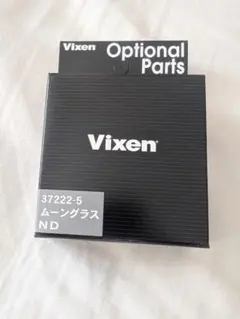 Vixen
Optional
Parts
Vixen®
37222-5
ムーングラス
ND